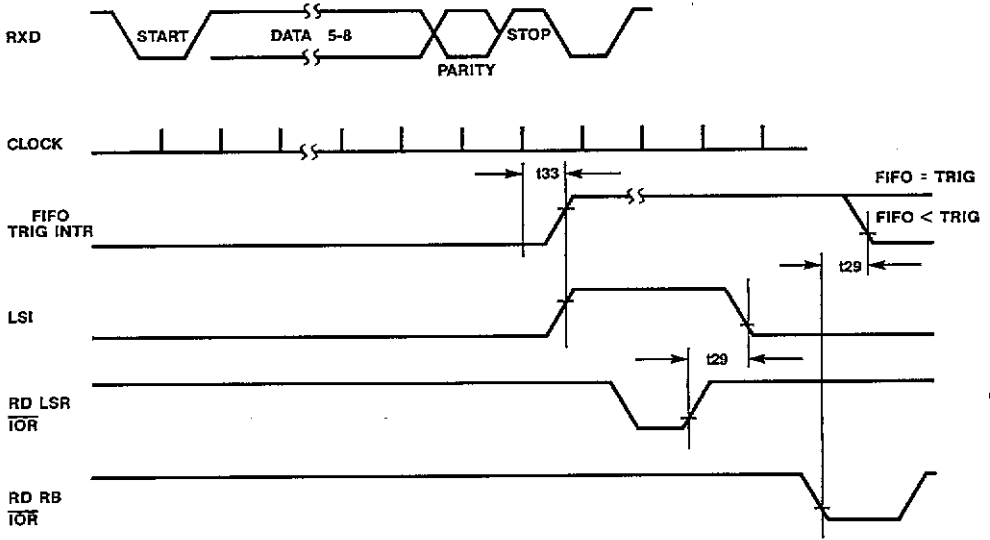 RXD
START
DATA 5-8
STOP
PARITY
CLOCK
t33
FIFO = TRIG
FIFO
TRIG INTR
FIFO < TRIG
t29
LSI
t29
RD LSR
IOR
RD RB
IOR